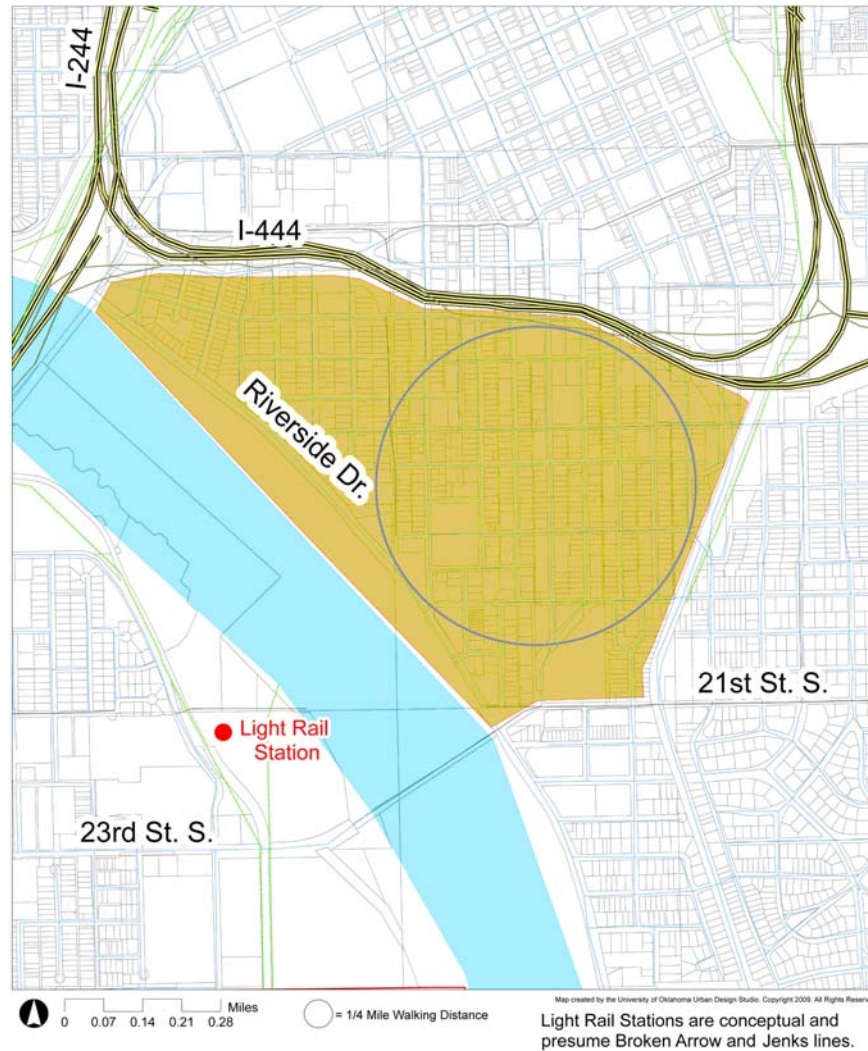 I-244
I-444
Riverside Dr.
21st St. S.
Light Rail
Station
23rd St. S.
Miles
0 0.07 0.14 0.21 0.28
= 1/4 Mile Walking Distance
Map created by the University of Oklahoma Urban Design Studio. Copyright 2009. All Rights Reserv
Light Rail Stations are conceptual and
presume Broken Arrow and Jenks lines.